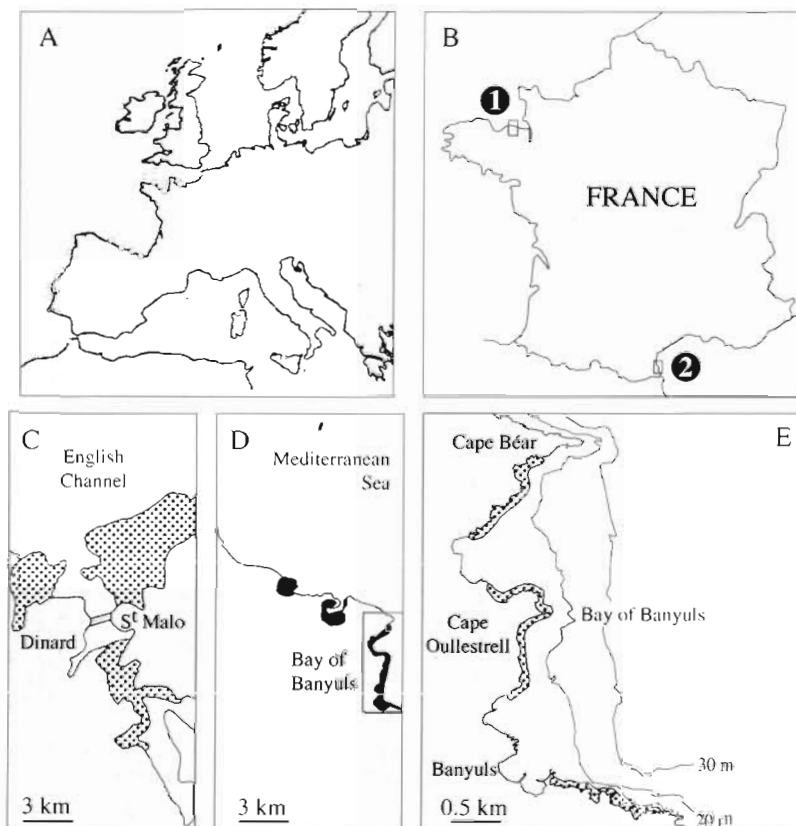 A
B
1
FRANCE
2
C
English
Channel
St Malo
Dinard
3 km
D
Mediterranean
Sea
Bay of
Banyuls
3 km
E
Cape Béar
Cape
Oullestrell
Bay of Banyuls
Banyuls
30 m
20 m
0.5 km